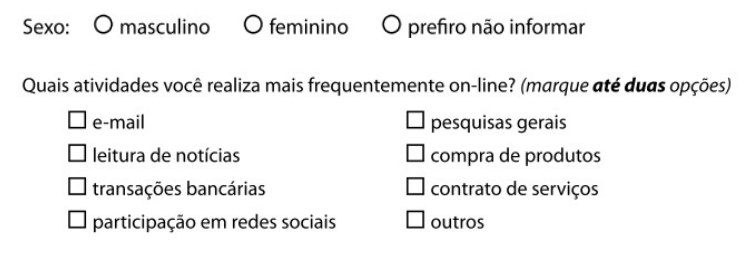 Sexo: masculino feminino prefiro não informar
Quais atividades você realiza mais frequentemente on-line? (marque até duas opções)
e-mail pesquisas gerais
leitura de notícias compra de produtos
transações bancárias contrato de serviços
participação em redes sociais outros